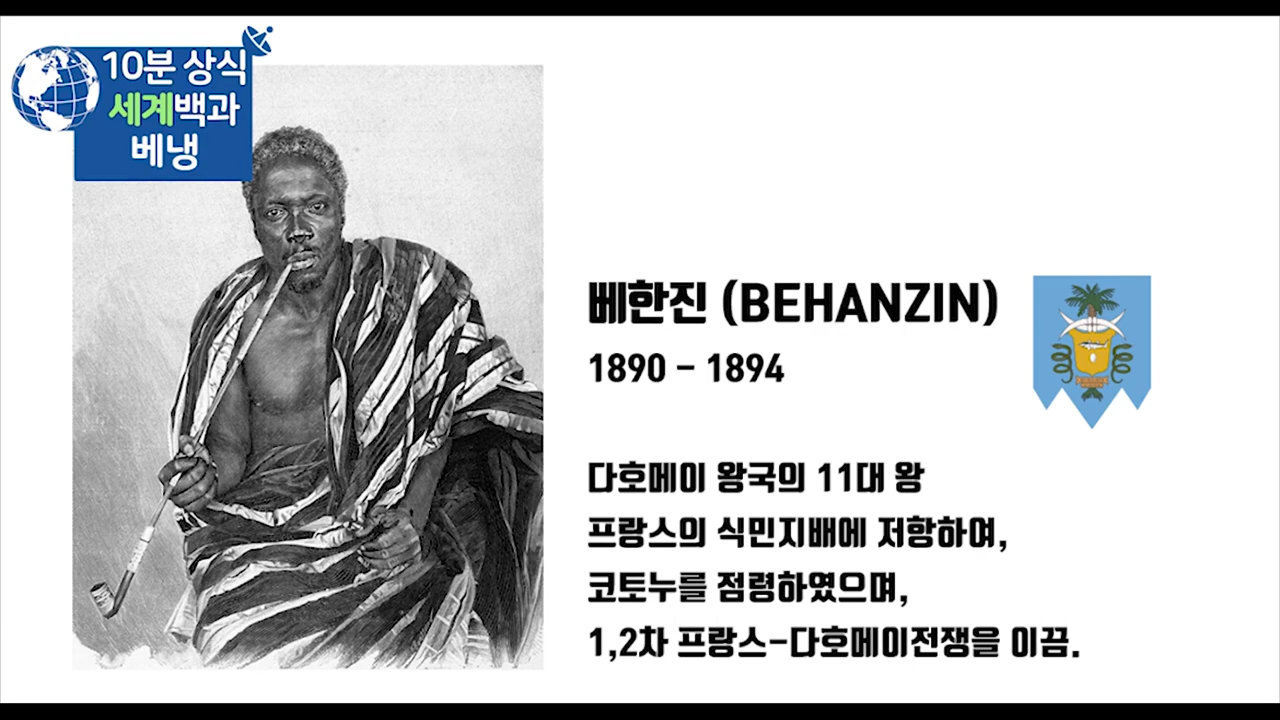 10분 상식
세계백과
베냉
베한진 (BEHANZIN)
1890 - 1894
다호메이 왕국의 11대 왕
프랑스의 식민지배에 저항하여,
코토누를 점령하였으며,
1,2차 프랑스-다호메이전쟁을 이끔.